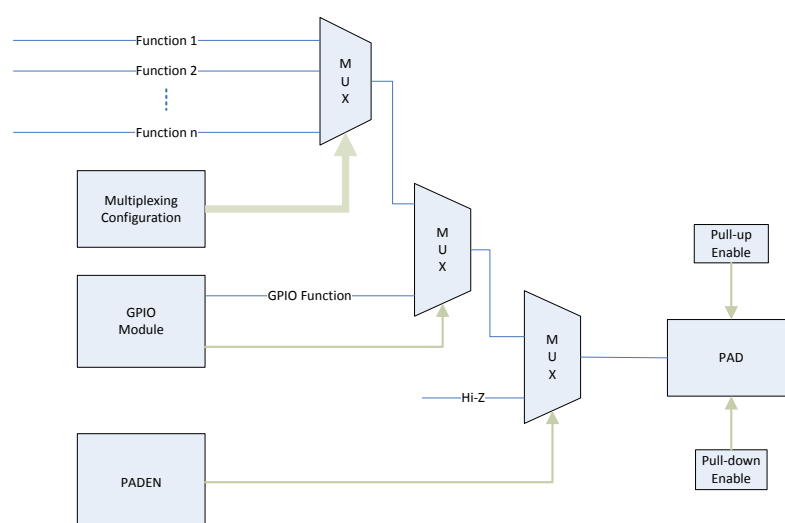 Function 1
Function 2
Function n
M
U
X
Multiplexing
Configuration
M
U
X
Pull-up
Enable
GPIO
Module
GPIO Function
M
U
X
PAD
Hi-Z
PADEN
Pull-down
Enable